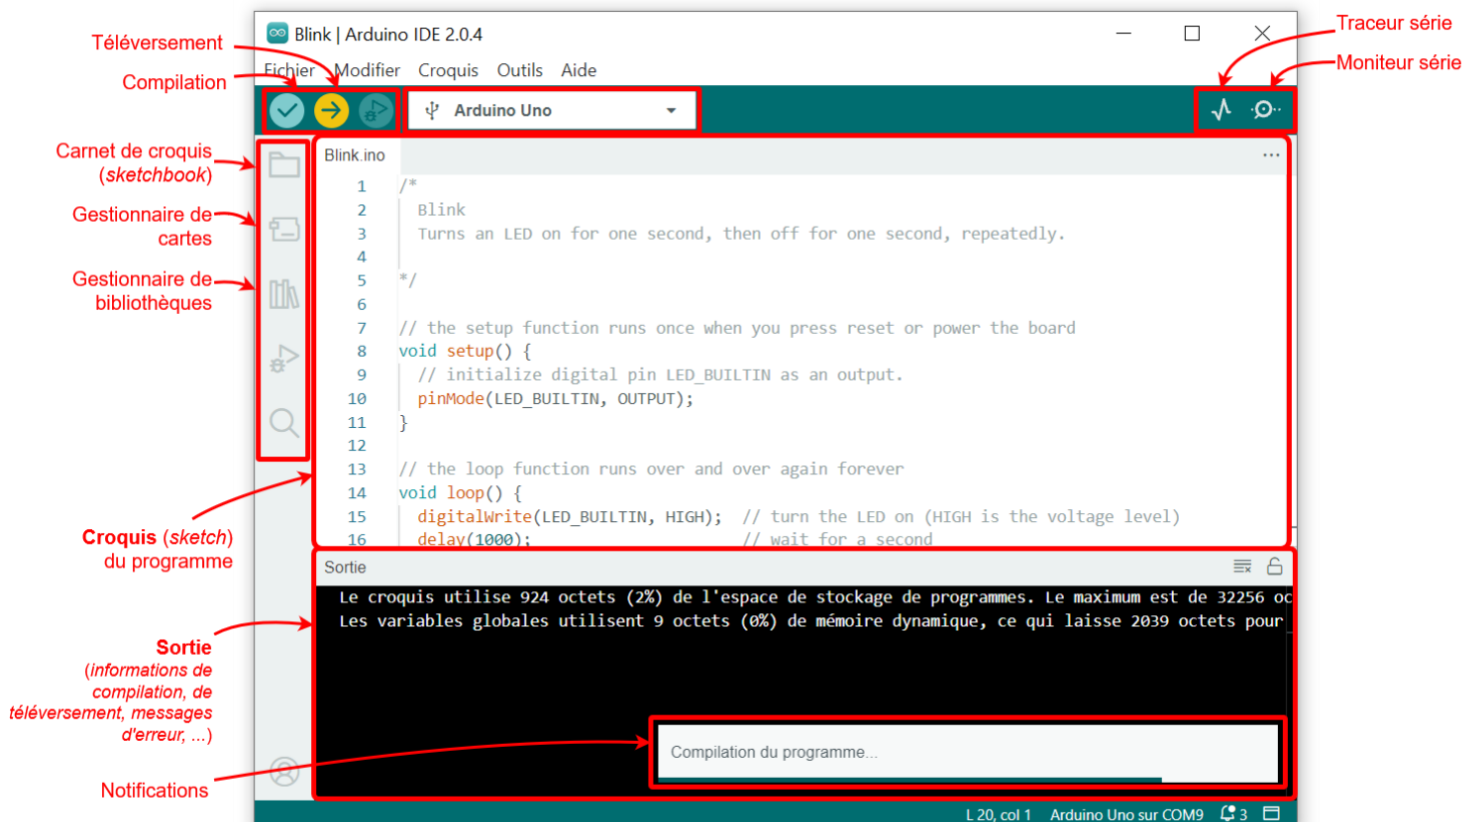 Blink | Arduino IDE 2.0.4
Fichier Modifier Croquis Outils Aide
Téléversement
Compilation
Traceur série
Moniteur série
Arduino Uno
Carnet de croquis
(sketchbook)
Gestionnaire de
cartes
Gestionnaire de
bibliothèques
Croquis (sketch)
du programme
Blink.ino
1 /*
2 Blink
3 Turns an LED on for one second, then off for one second, repeatedly.
4
5 */
6
7 // the setup function runs once when you press reset or power the board
8 void setup() {
9 // initialize digital pin LED_BUILTIN as an output.
10 pinMode(LED_BUILTIN, OUTPUT);
11 }
12
13 // the loop function runs over and over again forever
14 void loop() {
15 digitalWrite(LED_BUILTIN, HIGH); // turn the LED on (HIGH is the voltage level)
16 delay(1000); // wait for a second
Sortie
Le croquis utilise 924 octets (2%) de l'espace de stockage de programmes. Le maximum est de 32256 oc
Les variables globales utilisent 9 octets (0%) de mémoire dynamique, ce qui laisse 2039 octets pour
Sortie
(informations de
compilation, de
téléversement, messages
d'erreur, ...)
Notifications
Compilation du programme...
L 20, col 1 Arduino Uno sur COM9 3